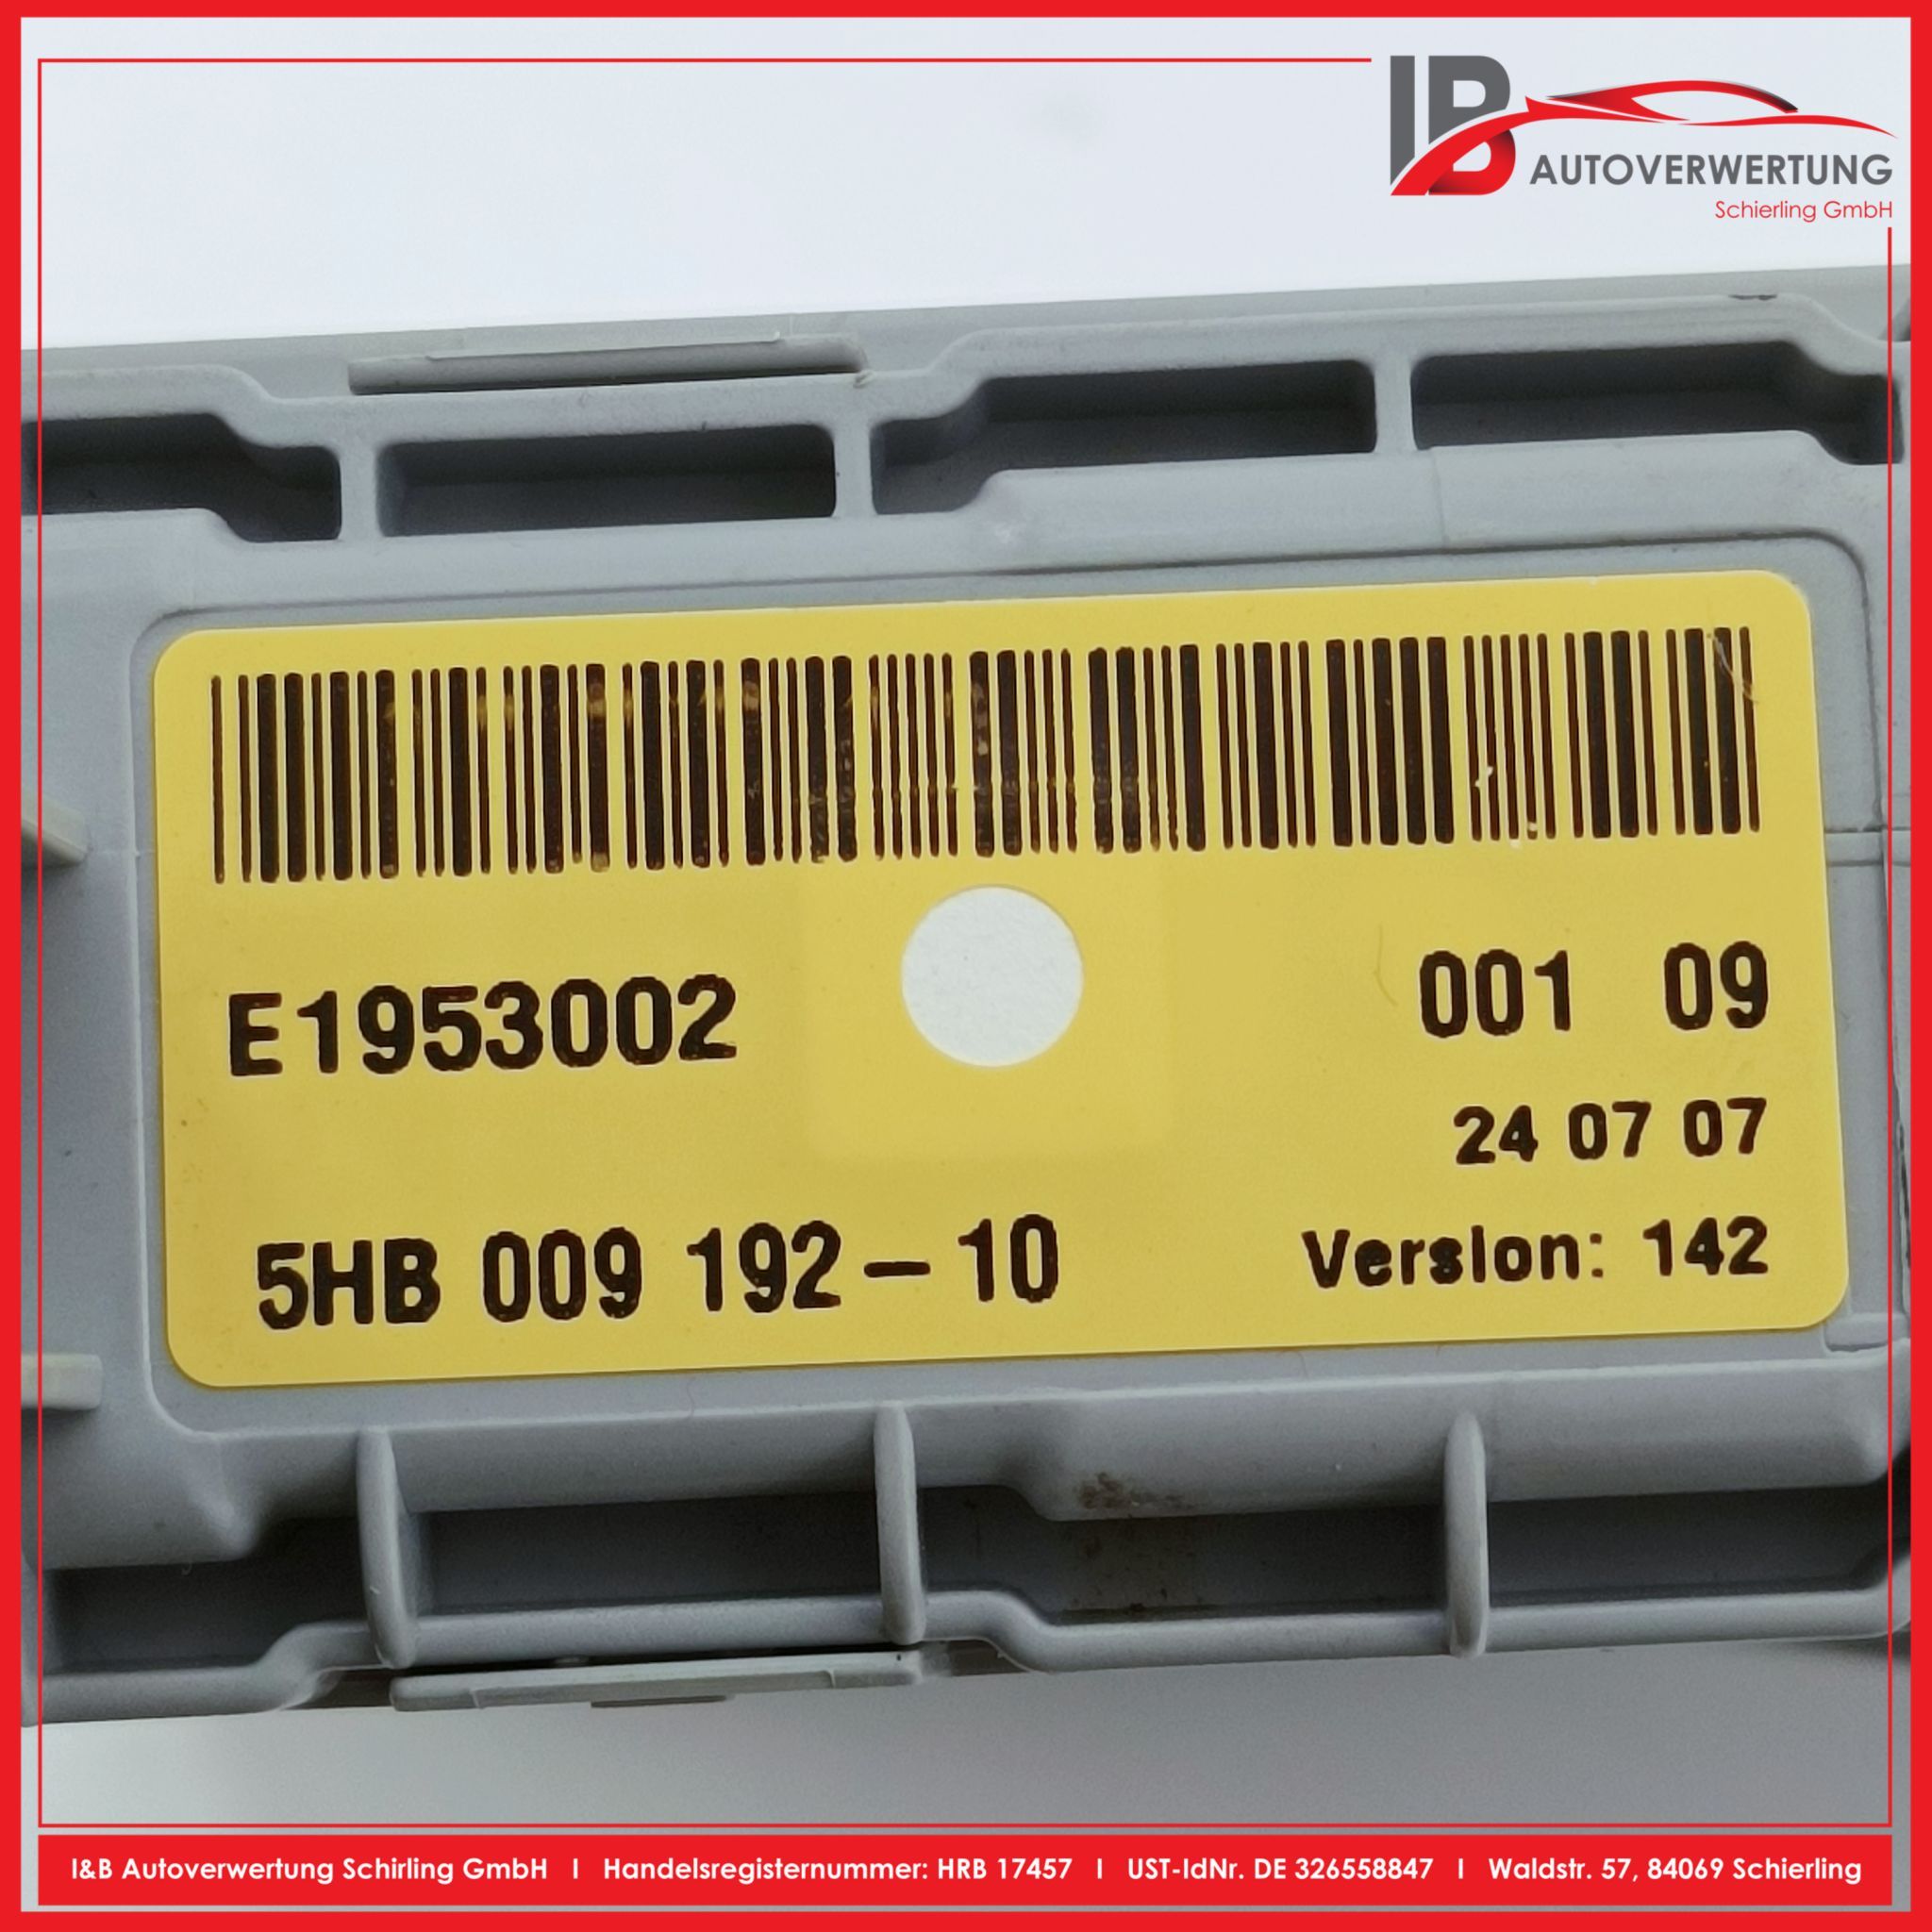 IB AUTOVERWERTUNG
Schierling GmbH
E1953002
001 09
24 07 07
5HB 009 192-10
Version: 142
I&B Autoverwertung Schirling GmbH I Handelsregisternummer: HRB 17457 I UST-IdNr. DE 326558847 I Waldstr. 57, 84069 Schierling